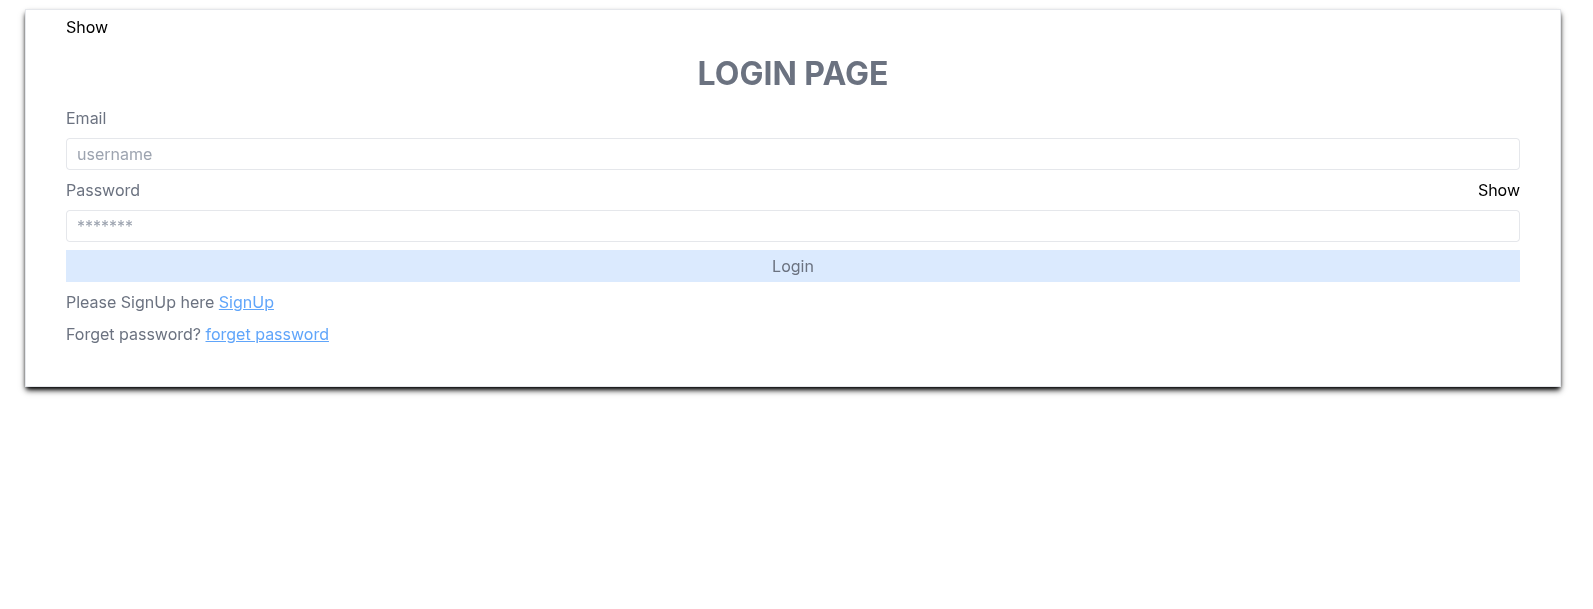 Show
LOGIN PAGE
Email
username
Password Show
*******
Login
Please SignUp here SignUp
Forget password? forget password